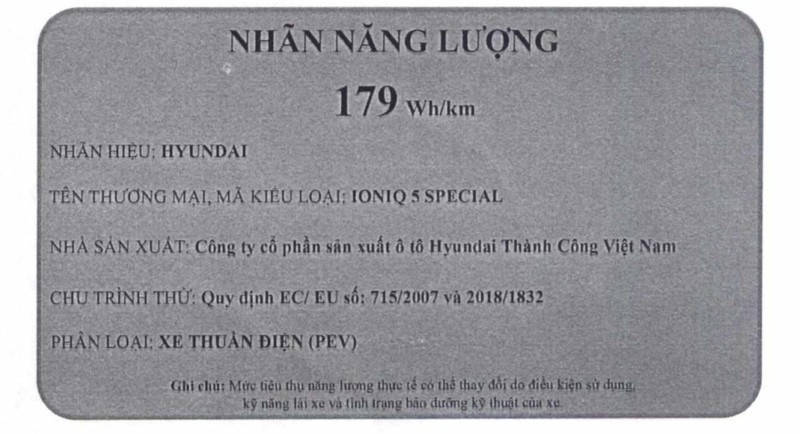 NHÃN NĂNG LƯỢNG
179 Wh/km
NHÃN HIỆU: HYUNDAI
TÊN THƯƠNG MẠI, MÃ KIỂU LOẠI: IONIQ 5 SPECIAL
NHÀ SẢN XUẤT: Công ty cổ phần sản xuất ô tô Hyundai Thành Công Việt Nam
CHU TRÌNH THỬ: Quy định EC/ EU số: 715/2007 và 2018/1832
PHÂN LOẠI: XE THUẦN ĐIỆN (PEV)
Ghi chú: Mức tiêu thụ năng lượng thực tế có thể thay đổi do điều kiện sử dụng,
kỹ năng lái xe và tình trạng bảo dưỡng kỹ thuật của xe.